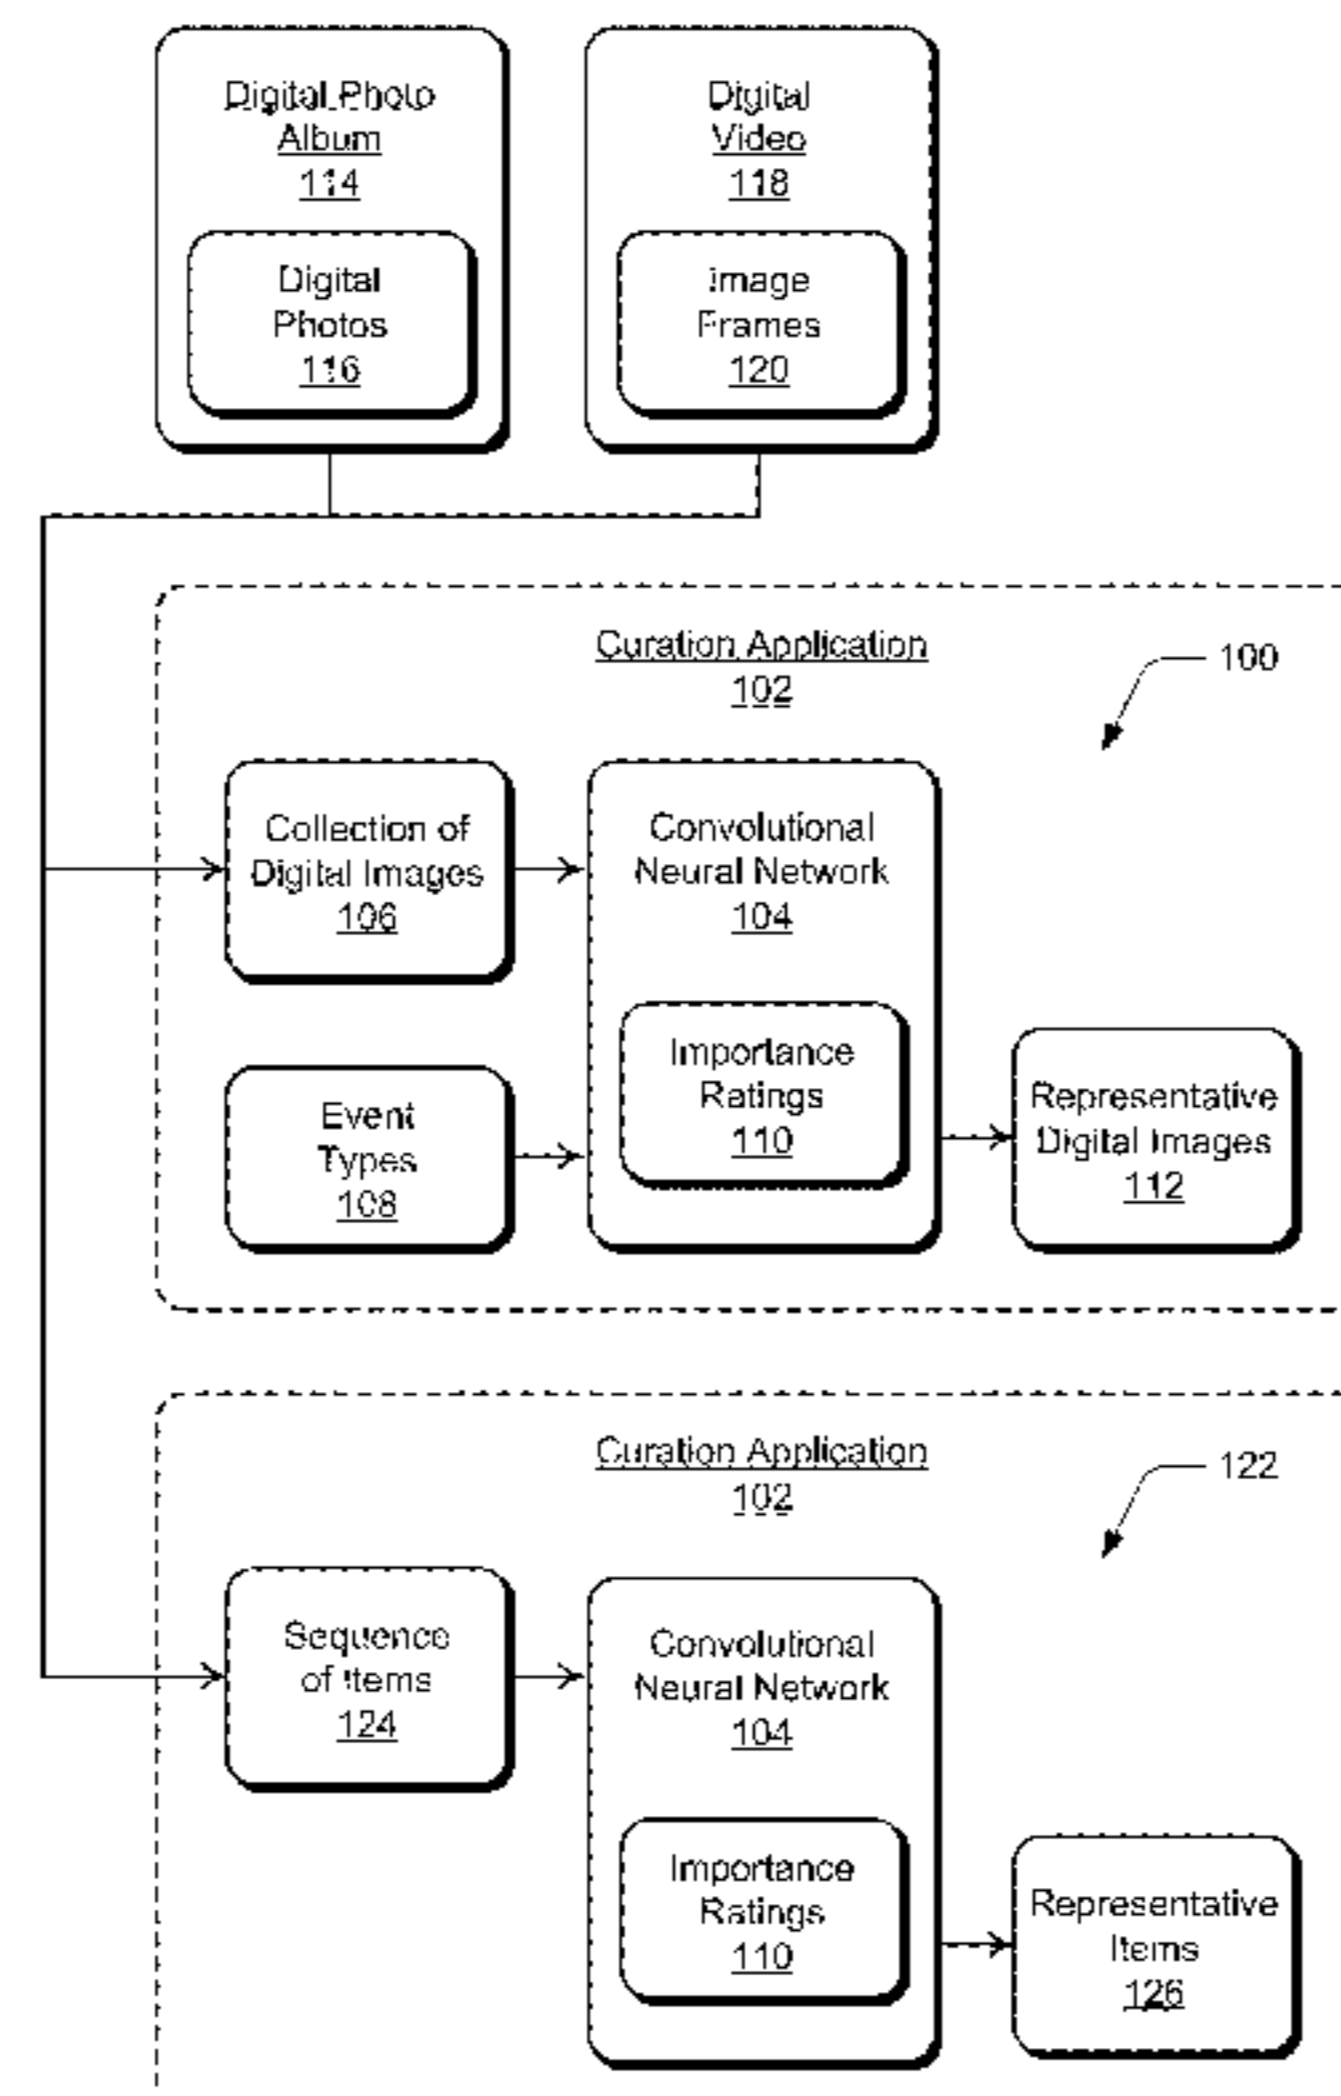 Digital Photo
Album
114
Digital
Photos
116
Digital
Video
118
Image
Frames
120
Curation Application
102
100
Collection of
Digital Images
106
Convolutional
Neural Network
104
Event
Types
108
Importance
Ratings
110
Representative
Digital Images
112
Curation Application
102
122
Sequence
of Items
124
Convolutional
Neural Network
104
Importance
Ratings
110
Representative
Items
126